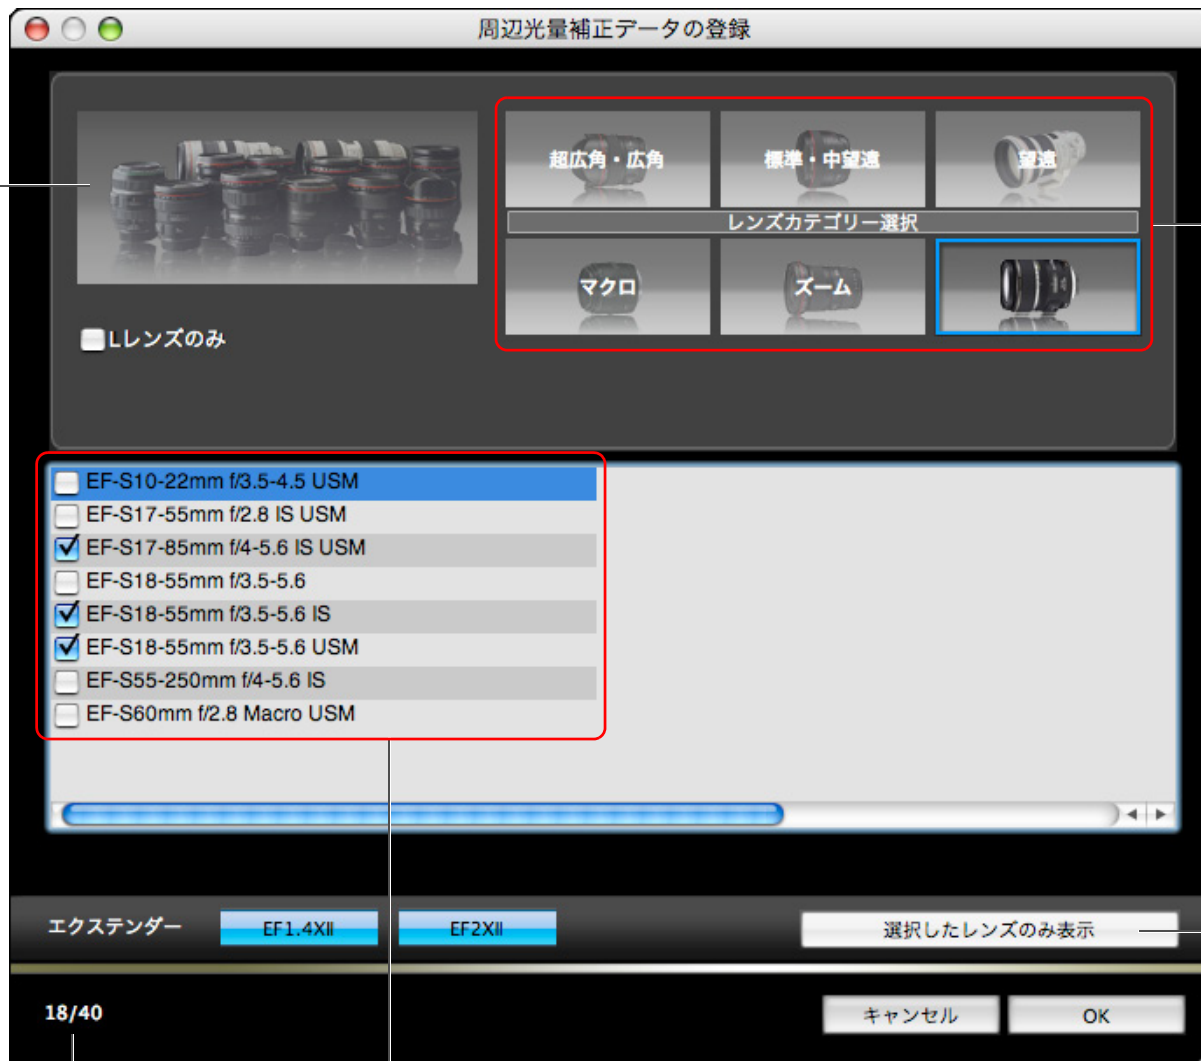 周辺光量補正データの登録
超広角・広角
標準・中望遠
望遠
レンズカテゴリー選択
マクロ
ズーム
Lレンズのみ
EF-S10-22mm f/3.5-4.5 USM
EF-S17-55mm f/2.8 IS USM
EF-S17-85mm f/4-5.6 IS USM
EF-S18-55mm f/3.5-5.6
EF-S18-55mm f/3.5-5.6 IS
EF-S18-55mm f/3.5-5.6 USM
EF-S55-250mm f/4-5.6 IS
EF-S60mm f/2.8 Macro USM
エクステンダー
EF1.4XII
EF2XII
選択したレンズのみ表示
18/40
キャンセル
OK